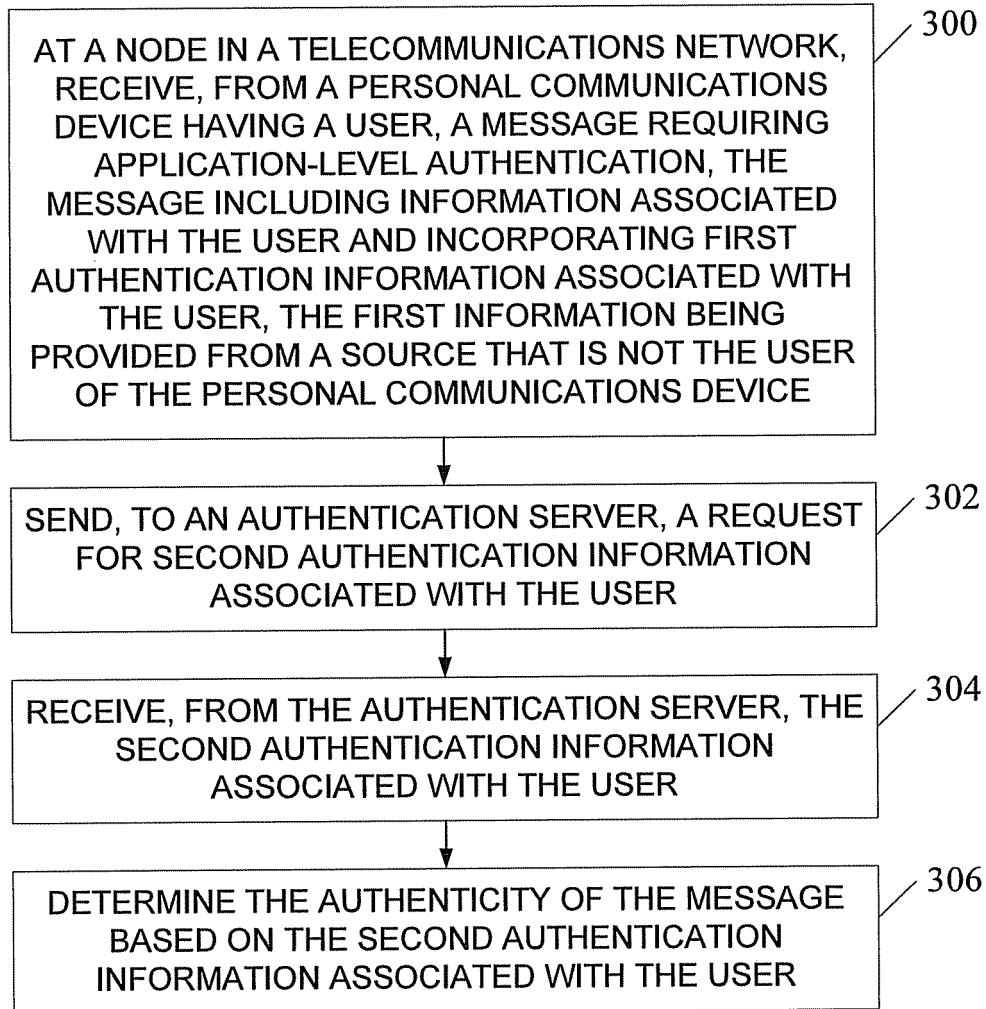 300
AT A NODE IN A TELECOMMUNICATIONS NETWORK,
RECEIVE, FROM A PERSONAL COMMUNICATIONS
DEVICE HAVING A USER, A MESSAGE REQUIRING
APPLICATION-LEVEL AUTHENTICATION, THE
MESSAGE INCLUDING INFORMATION ASSOCIATED
WITH THE USER AND INCORPORATING FIRST
AUTHENTICATION INFORMATION ASSOCIATED WITH
THE USER, THE FIRST INFORMATION BEING
PROVIDED FROM A SOURCE THAT IS NOT THE USER
OF THE PERSONAL COMMUNICATIONS DEVICE
302
SEND, TO AN AUTHENTICATION SERVER, A REQUEST
FOR SECOND AUTHENTICATION INFORMATION
ASSOCIATED WITH THE USER
304
RECEIVE, FROM THE AUTHENTICATION SERVER, THE
SECOND AUTHENTICATION INFORMATION
ASSOCIATED WITH THE USER
306
DETERMINE THE AUTHENTICITY OF THE MESSAGE
BASED ON THE SECOND AUTHENTICATION
INFORMATION ASSOCIATED WITH THE USER